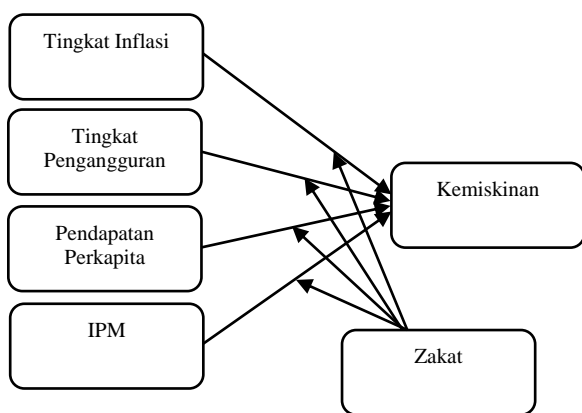 Tingkat Inflasi
Tingkat
Pengangguran
Kemiskinan
Pendapatan
Perkapita
IPM
Zakat